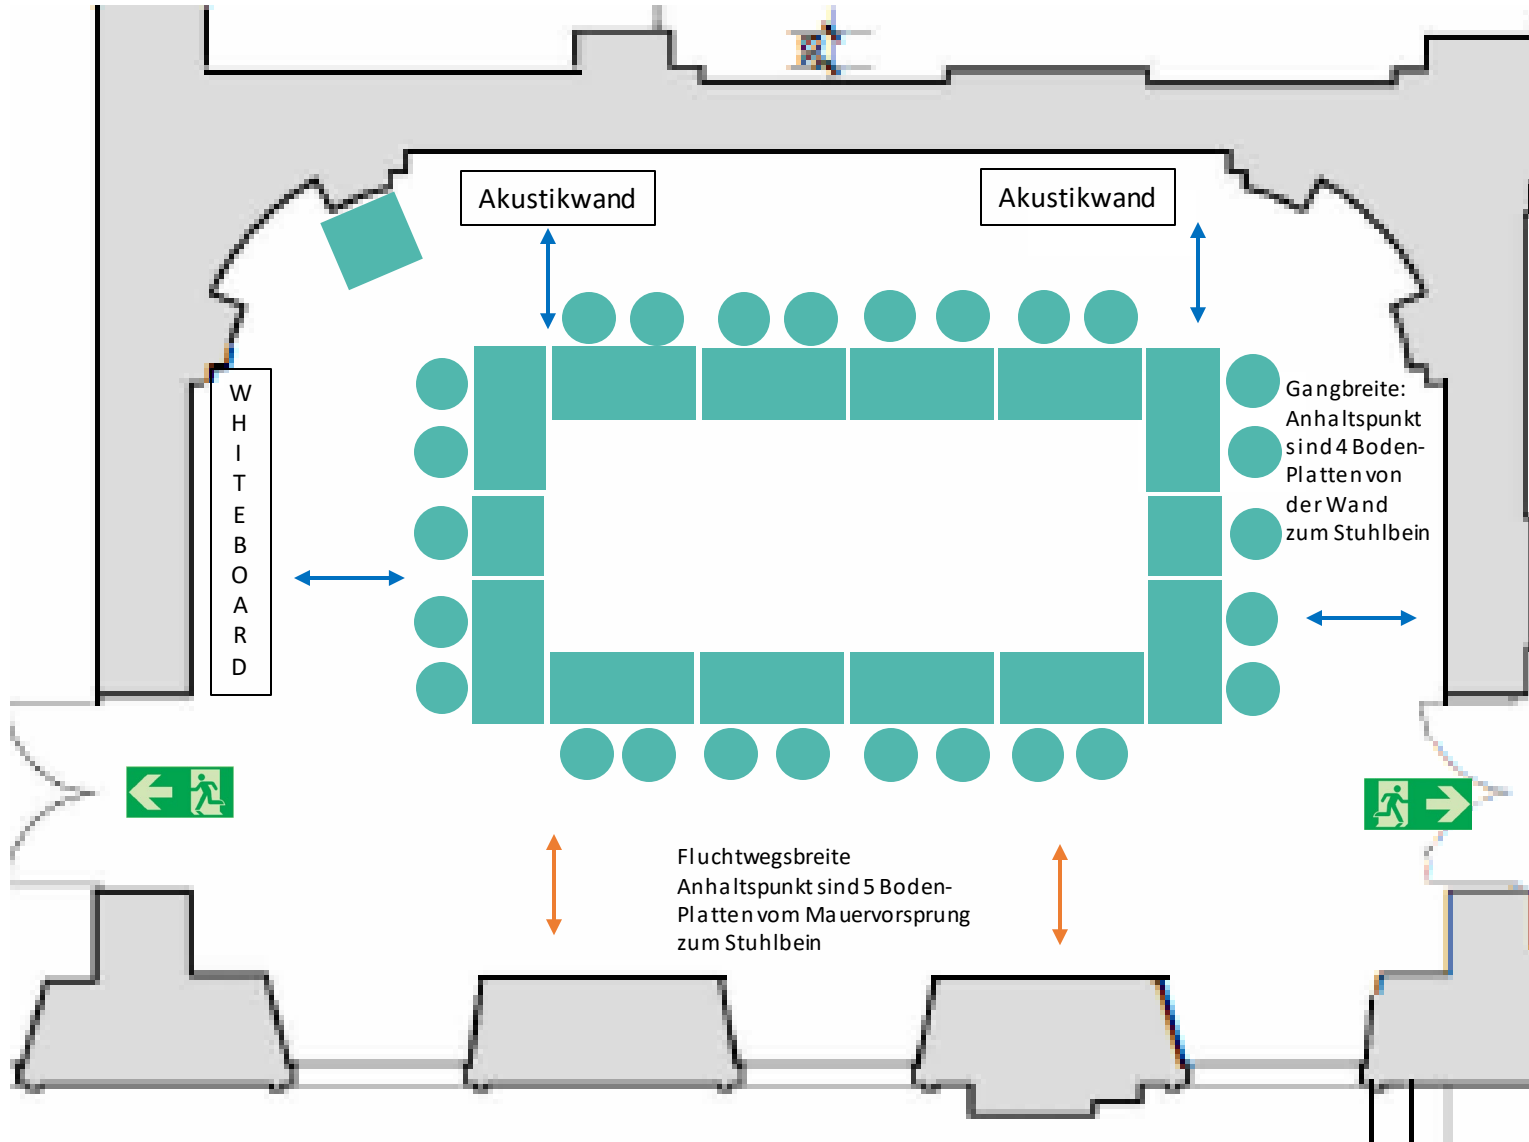 Akustikwand
Akustikwand
WHITEBOARD
Gangbreite:
Anhaltspunkt
sind 4 Boden-
Platten von
der Wand
zum Stuhlbein
Fluchtwegsbreite
Anhaltspunkt sind 5 Boden-
Platten vom Mauervorsprung
zum Stuhlbein